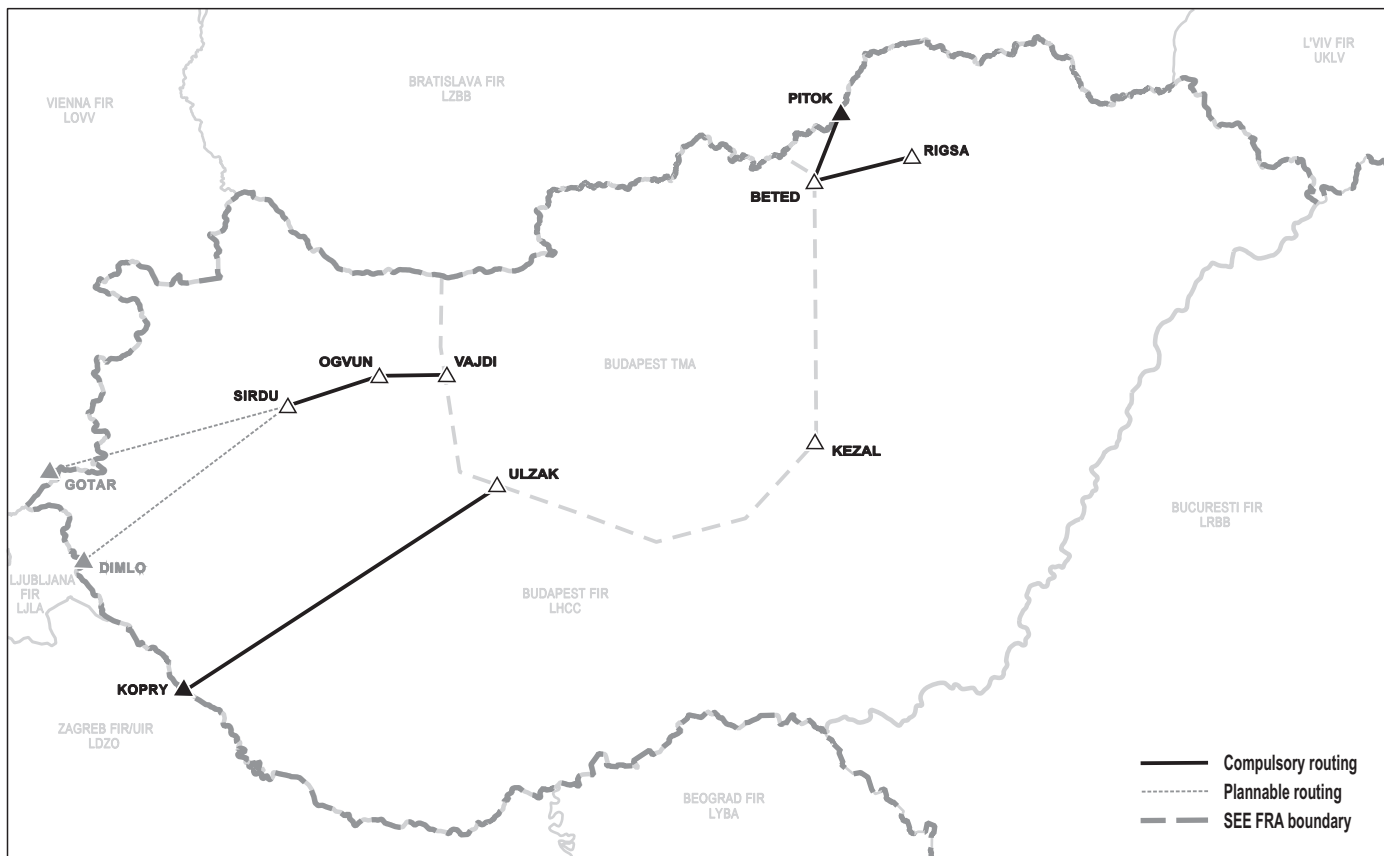 L'VIV FIR
UKLV
BRATISLAVA FIR
LZBB
VIENNA FIR
LOVV
PITOK
RIGSA
BETED
OGVUN
VAJDI
BUDAPEST TMA
SIRDU
KEZAL
ULZAK
GOTAR
BUCURESTI FIR
LRBB
DIMLO
LJUBLJANA
FIR
LJLA
BUDAPEST FIR
LHCC
KOPRY
ZAGREB FIR/UIR
LDZO
BEOGRAD FIR
LYBA
Compulsory routing
Plannable routing
SEE FRA boundary